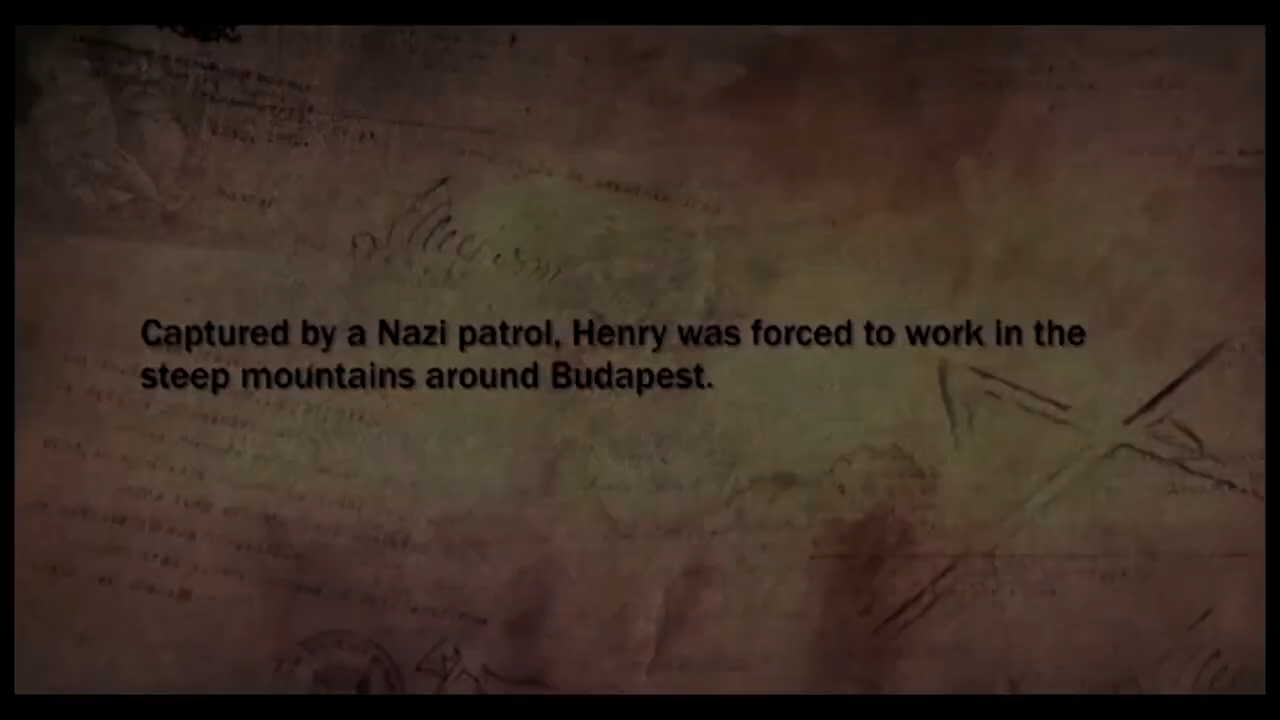 Captured by a Nazi patrol, Henry was forced to work in the
steep mountains around Budapest.